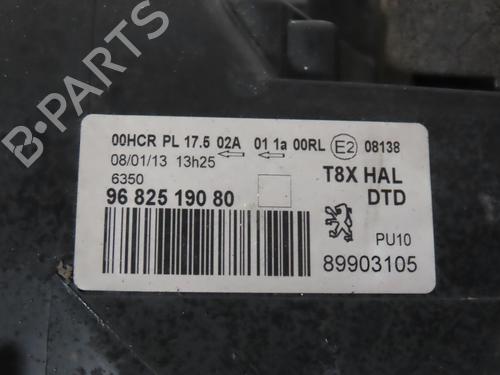 00HCR PL 17.5 02A 01 1a 00RL E2 08138
08/01/13 13h25
6350
96 825 190 80
T8X HAL
DTD
PU10
89903105